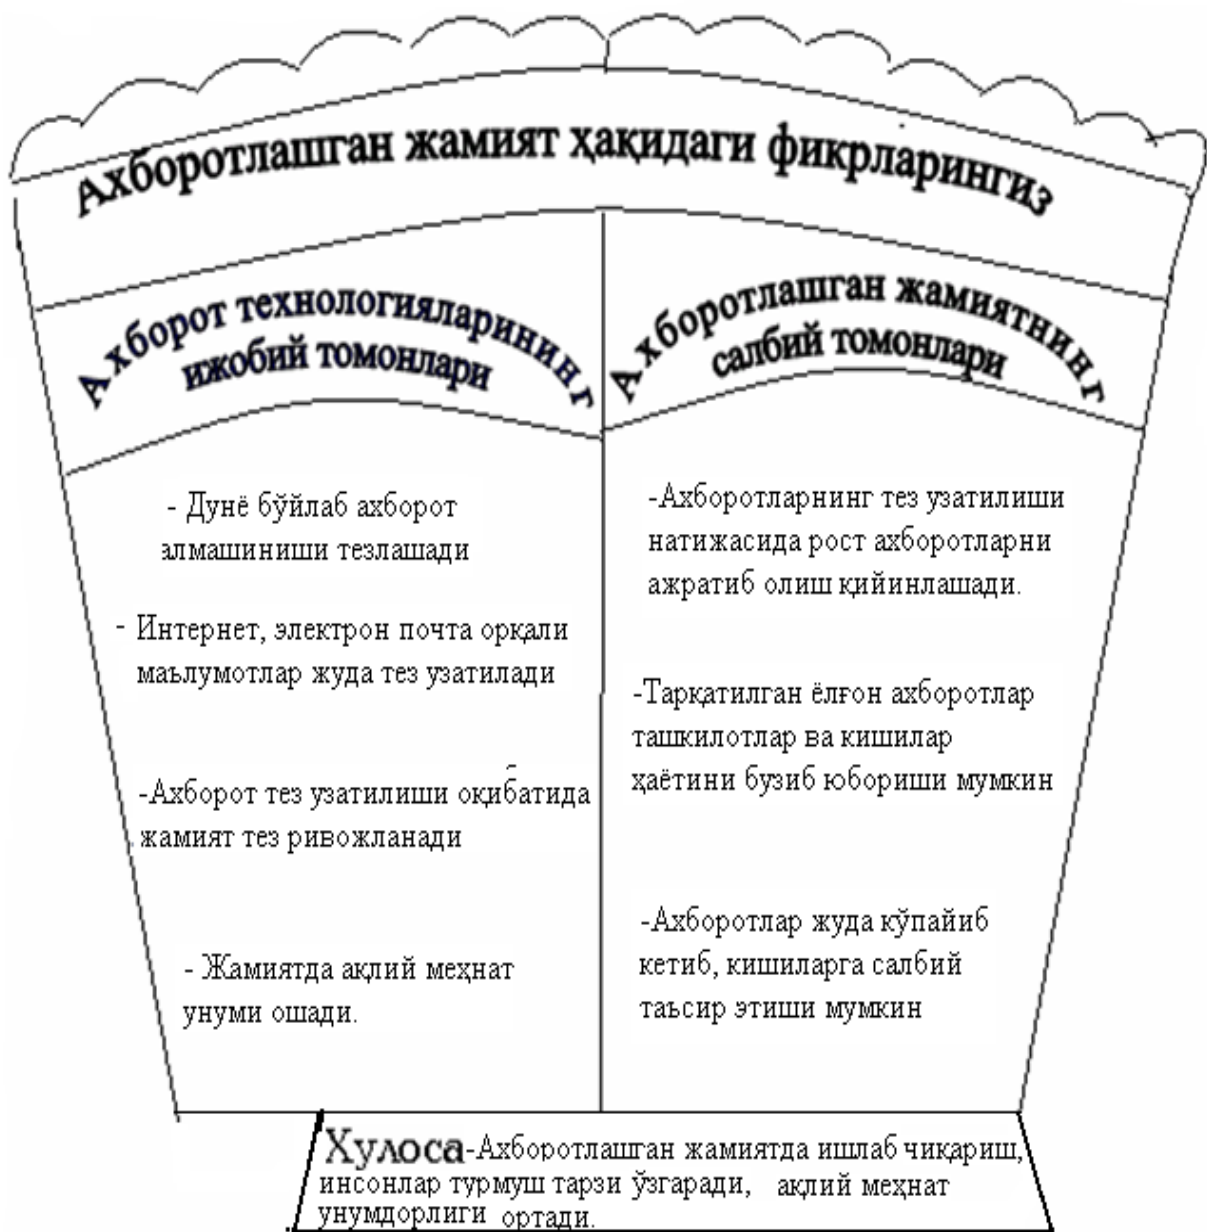 Ахборотлашган жамият ҳақидаги фикрларингиз
Ахборот технологияларининг
ижобий томонлари
- Дунё бўйлаб ахборот
алмашиниши тезлашади
- Интернет, электрон почта орқали
маьлумотлар жуда тез узатилади
-Ахборот тез узатилиши оқибатида
жамият тез ривожланади
- Жамиятда ақлий меҳнат
унуми ошади.
Ахборотлашган жамиятнинг
салбий томонлари
-Ахборотларнинг тез узатилиши
натижасида рост ахборотларни
ажратиб олиш қийинлашади.
-Тарқатилган ёлғон ахборотлар
ташкилотлар ва кишилар
ҳаётини бузиб юбориши мумкин
-Ахборотлар жуда кўпайиб
кетиб, кишиларга салбий
таьсир этиши мумкин
Хулоса-Ахборотлашган жамиятда ишлаб чиқариш,
инсонлар турмуш тарзи ўзгаради, ақлий меҳнат
унумдорлиги ортади.